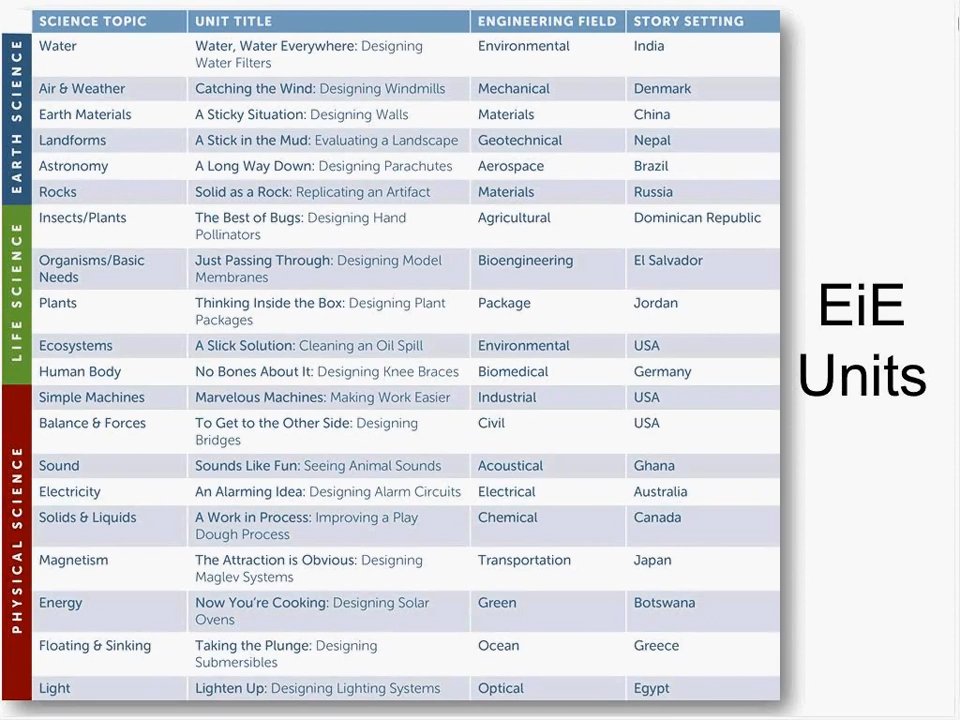 SCIENCE TOPIC UNIT TITLE ENGINEERING FIELD STORY SETTING
EARTH SCIENCE
Water Water, Water Everywhere: Designing Environmental India
Water Filters
Air & Weather Catching the Wind: Designing Windmills Mechanical Denmark
Earth Materials A Sticky Situation: Designing Walls Materials China
Landforms A Stick in the Mud: Evaluating a Landscape Geotechnical Nepal
Astronomy A Long Way Down: Designing Parachutes Aerospace Brazil
Rocks Solid as a Rock: Replicating an Artifact Materials Russia
LIFE SCIENCE
Insects/Plants The Best of Bugs: Designing Hand Agricultural Dominican Republic
Pollinators
Organisms/Basic Just Passing Through: Designing Model Bioengineering El Salvador
Needs Membranes
Plants Thinking Inside the Box: Designing Plant Package Jordan
Packages
Ecosystems A Slick Solution: Cleaning an Oil Spill Environmental USA
Human Body No Bones About It: Designing Knee Braces Biomedical Germany
PHYSICAL SCIENCE
Simple Machines Marvelous Machines: Making Work Easier Industrial USA
Balance & Forces To Get to the Other Side: Designing Civil USA
Bridges
Sound Sounds Like Fun: Seeing Animal Sounds Acoustical Ghana
Electricity An Alarming Idea: Designing Alarm Circuits Electrical Australia
Solids & Liquids A Work in Process: Improving a Play Chemical Canada
Dough Process
Magnetism The Attraction is Obvious: Designing Transportation Japan
Maglev Systems
Energy Now You're Cooking: Designing Solar Green Botswana
Ovens
Floating & Sinking Taking the Plunge: Designing Ocean Greece
Submersibles
Light Lighten Up: Designing Lighting Systems Optical Egypt
EiE
Units